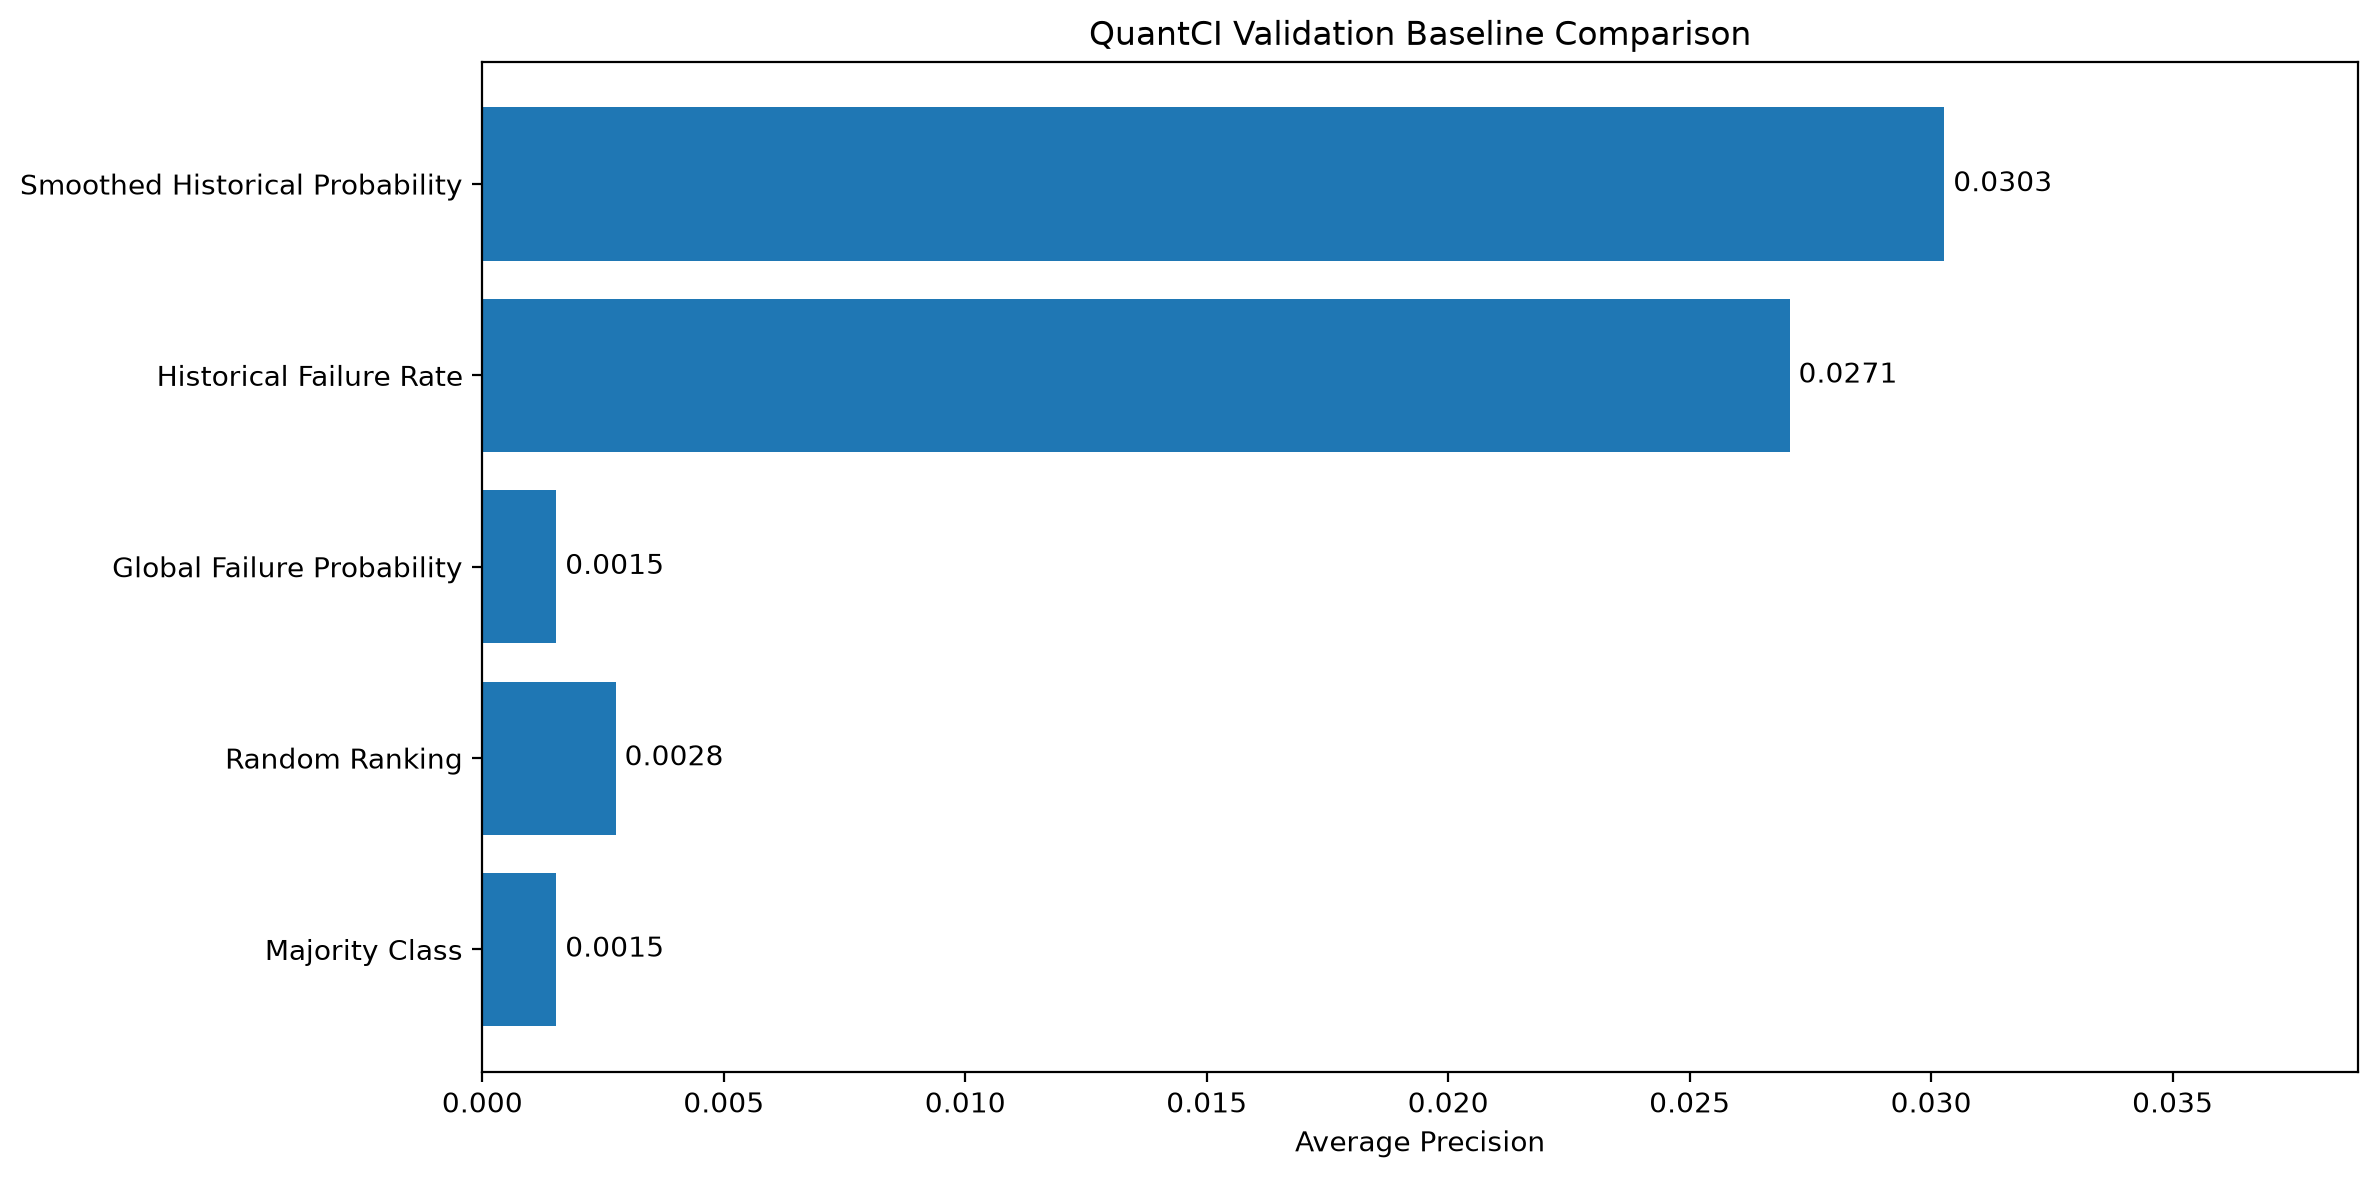 QuantCI Validation Baseline Comparison
Smoothed Historical Probability
0.0303
Historical Failure Rate
0.0271
Global Failure Probability
0.0015
Random Ranking
0.0028
Majority Class
0.0015
0.000 0.005 0.010 0.015 0.020 0.025 0.030 0.035
Average Precision